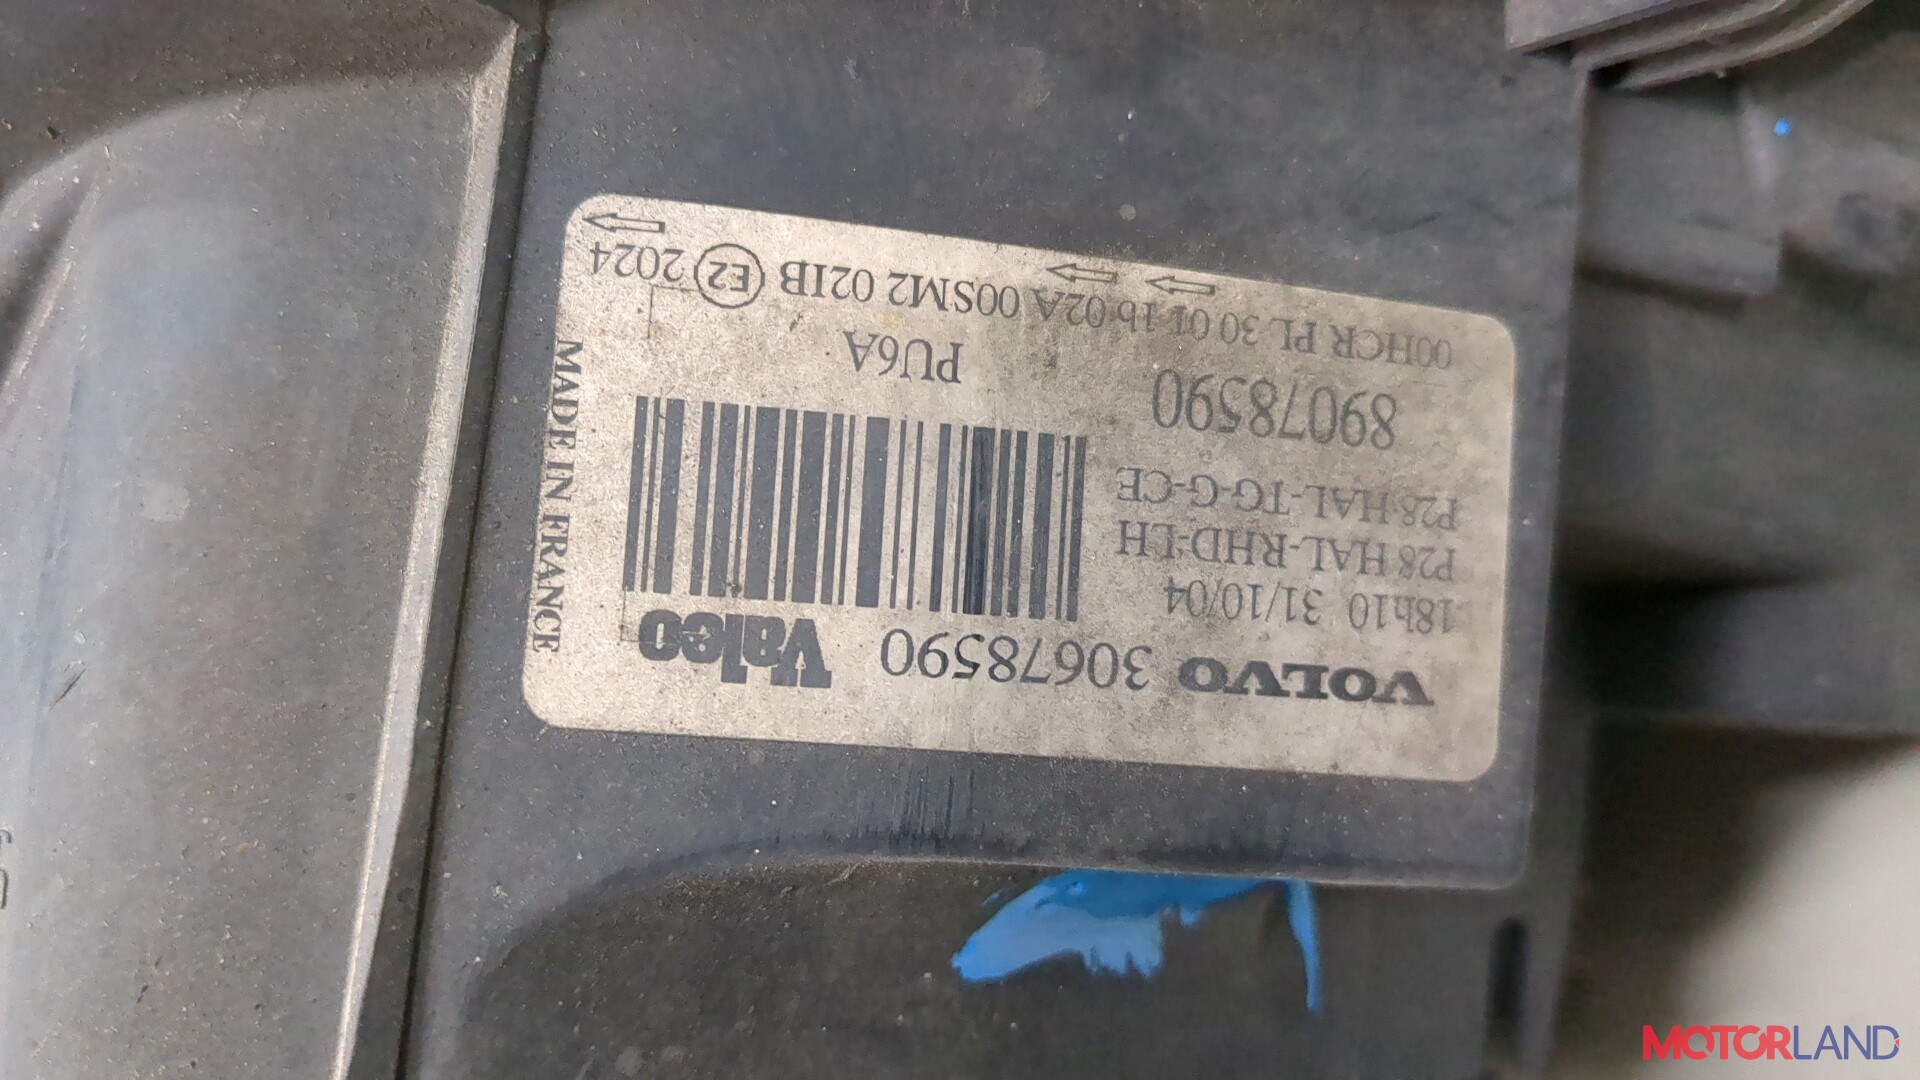 VOLVO 30678590 Valeo
18h10 31/10/04
P28 HAL-RHD-LH
P28 HAL-TG-G-CE
89078590
PU6A
00HCR PL 30 01 1b 02A 00SM2 02IB E2 2024
MADE IN FRANCE
MOTORLAND